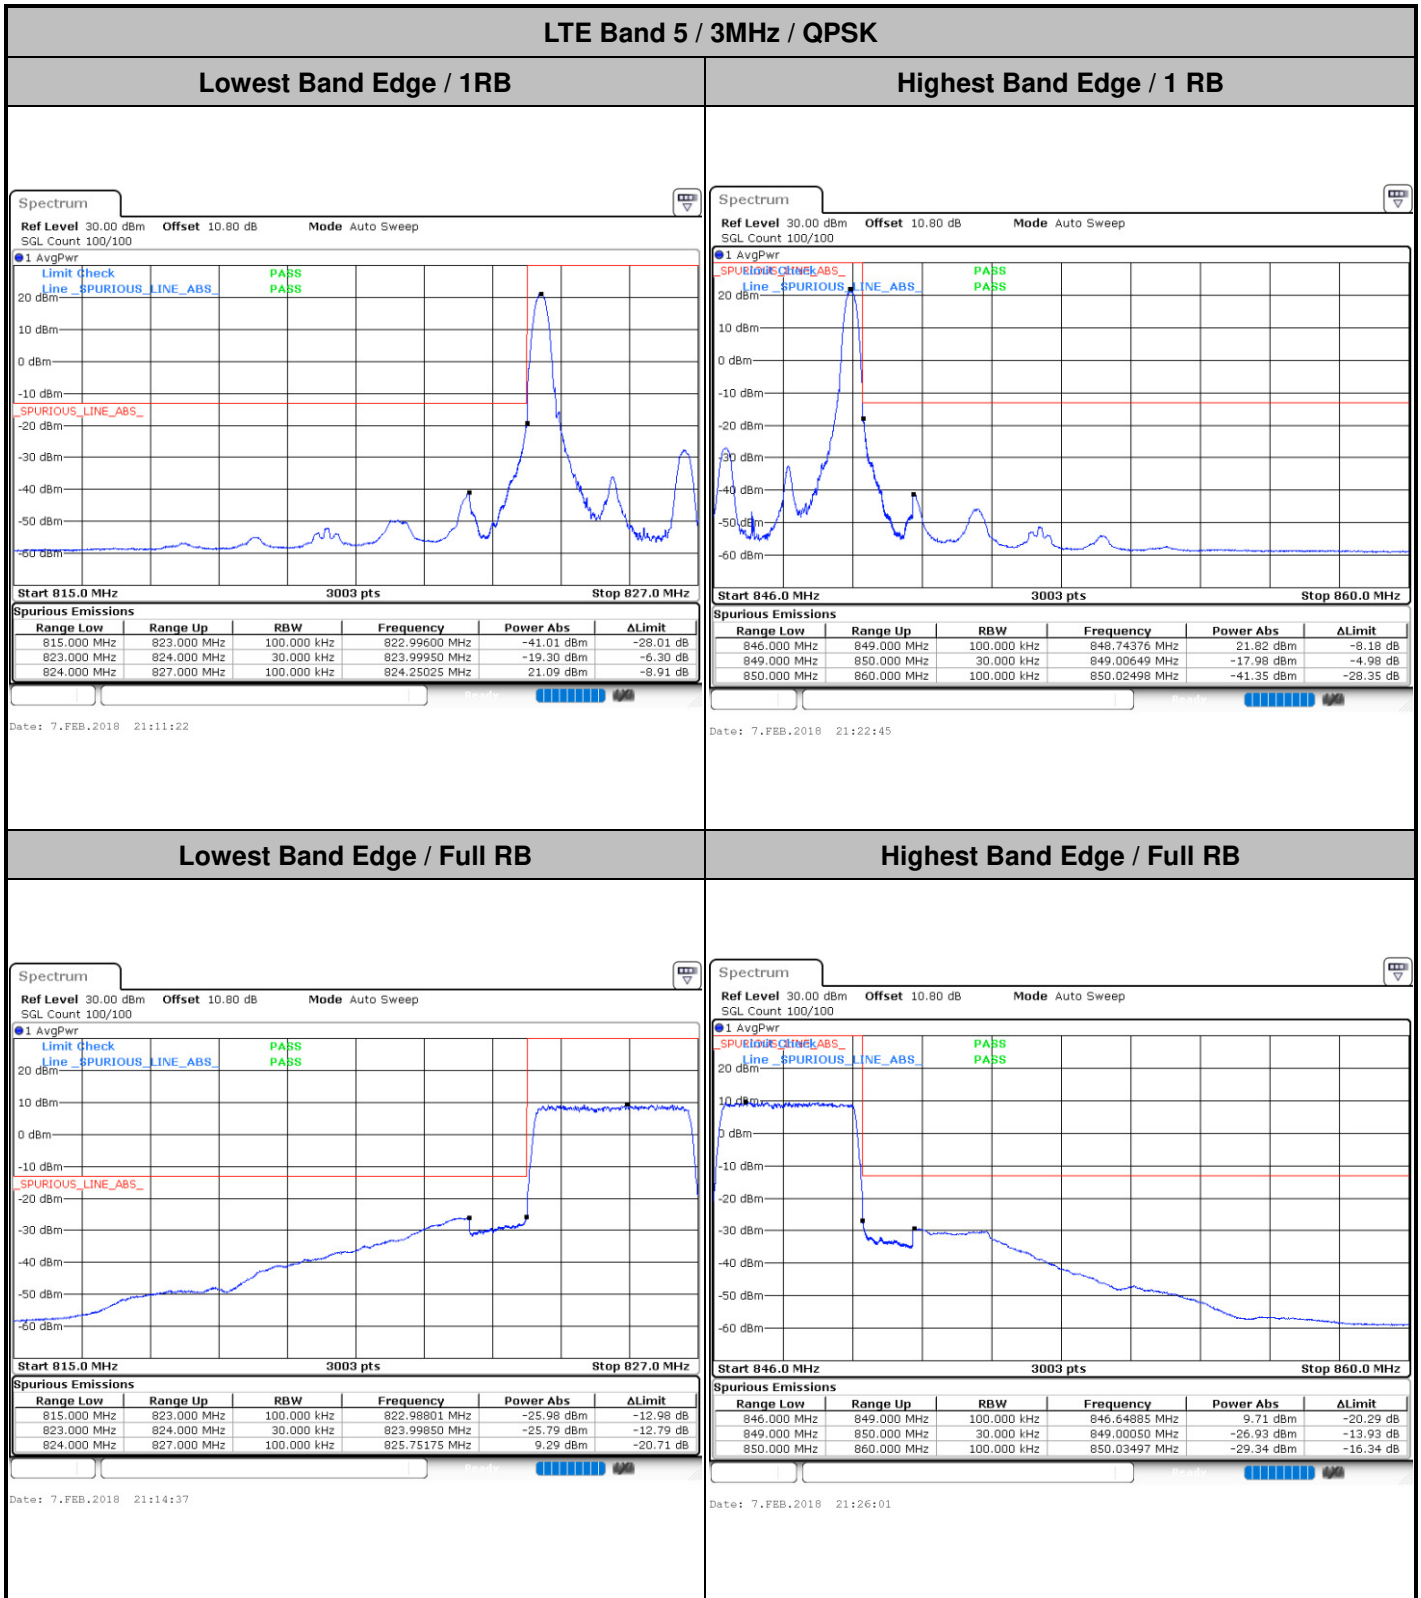 LTE Band 5 / 3MHz / QPSK
Lowest Band Edge / 1RB
Highest Band Edge / 1 RB
Spectrum
Ref Level 30.00 dBm Offset 10.80 dB Mode Auto Sweep
SGL Count 100/100
1 AvgPwr
Limit Check PASS
Line _SPURIOUS_LINE_ABS_ PASS
20 dBm
10 dBm
0 dBm
-10 dBm
_SPURIOUS_LINE_ABS_
-20 dBm
-30 dBm
-40 dBm
-50 dBm
-60 dBm
Start 815.0 MHz 3003 pts Stop 827.0 MHz
Spurious Emissions
Range Low Range Up RBW Frequency Power Abs ΔLimit
815.000 MHz 823.000 MHz 100.000 kHz 822.99600 MHz -41.01 dBm -28.01 dB
823.000 MHz 824.000 MHz 30.000 kHz 823.99950 MHz -19.30 dBm -6.30 dB
824.000 MHz 827.000 MHz 100.000 kHz 824.25025 MHz 21.09 dBm -8.91 dB
Ready
Date: 7.FEB.2018 21:11:22
Spectrum
Ref Level 30.00 dBm Offset 10.80 dB Mode Auto Sweep
SGL Count 100/100
1 AvgPwr
_SPURIOUS_LINE_ABS_
Limit Check PASS
Line _SPURIOUS_LINE_ABS_ PASS
20 dBm
10 dBm
0 dBm
-10 dBm
-20 dBm
-30 dBm
-40 dBm
-50 dBm
-60 dBm
Start 846.0 MHz 3003 pts Stop 860.0 MHz
Spurious Emissions
Range Low Range Up RBW Frequency Power Abs ΔLimit
846.000 MHz 849.000 MHz 100.000 kHz 848.74376 MHz 21.82 dBm -8.18 dB
849.000 MHz 850.000 MHz 30.000 kHz 849.00649 MHz -17.98 dBm -4.98 dB
850.000 MHz 860.000 MHz 100.000 kHz 850.02498 MHz -41.35 dBm -28.35 dB
Ready
Date: 7.FEB.2018 21:22:45
Lowest Band Edge / Full RB
Highest Band Edge / Full RB
Spectrum
Ref Level 30.00 dBm Offset 10.80 dB Mode Auto Sweep
SGL Count 100/100
1 AvgPwr
Limit Check PASS
Line _SPURIOUS_LINE_ABS_ PASS
20 dBm
10 dBm
0 dBm
-10 dBm
_SPURIOUS_LINE_ABS_
-20 dBm
-30 dBm
-40 dBm
-50 dBm
-60 dBm
Start 815.0 MHz 3003 pts Stop 827.0 MHz
Spurious Emissions
Range Low Range Up RBW Frequency Power Abs ΔLimit
815.000 MHz 823.000 MHz 100.000 kHz 822.98801 MHz -25.98 dBm -12.98 dB
823.000 MHz 824.000 MHz 30.000 kHz 823.99850 MHz -25.79 dBm -12.79 dB
824.000 MHz 827.000 MHz 100.000 kHz 825.75175 MHz 9.29 dBm -20.71 dB
Ready
Date: 7.FEB.2018 21:14:37
Spectrum
Ref Level 30.00 dBm Offset 10.80 dB Mode Auto Sweep
SGL Count 100/100
1 AvgPwr
_SPURIOUS_LINE_ABS_
Limit Check PASS
Line _SPURIOUS_LINE_ABS_ PASS
20 dBm
10 dBm
0 dBm
-10 dBm
-20 dBm
-30 dBm
-40 dBm
-50 dBm
-60 dBm
Start 846.0 MHz 3003 pts Stop 860.0 MHz
Spurious Emissions
Range Low Range Up RBW Frequency Power Abs ΔLimit
846.000 MHz 849.000 MHz 100.000 kHz 846.64885 MHz 9.71 dBm -20.29 dB
849.000 MHz 850.000 MHz 30.000 kHz 849.00050 MHz -26.93 dBm -13.93 dB
850.000 MHz 860.000 MHz 100.000 kHz 850.03497 MHz -29.34 dBm -16.34 dB
Ready
Date: 7.FEB.2018 21:26:01